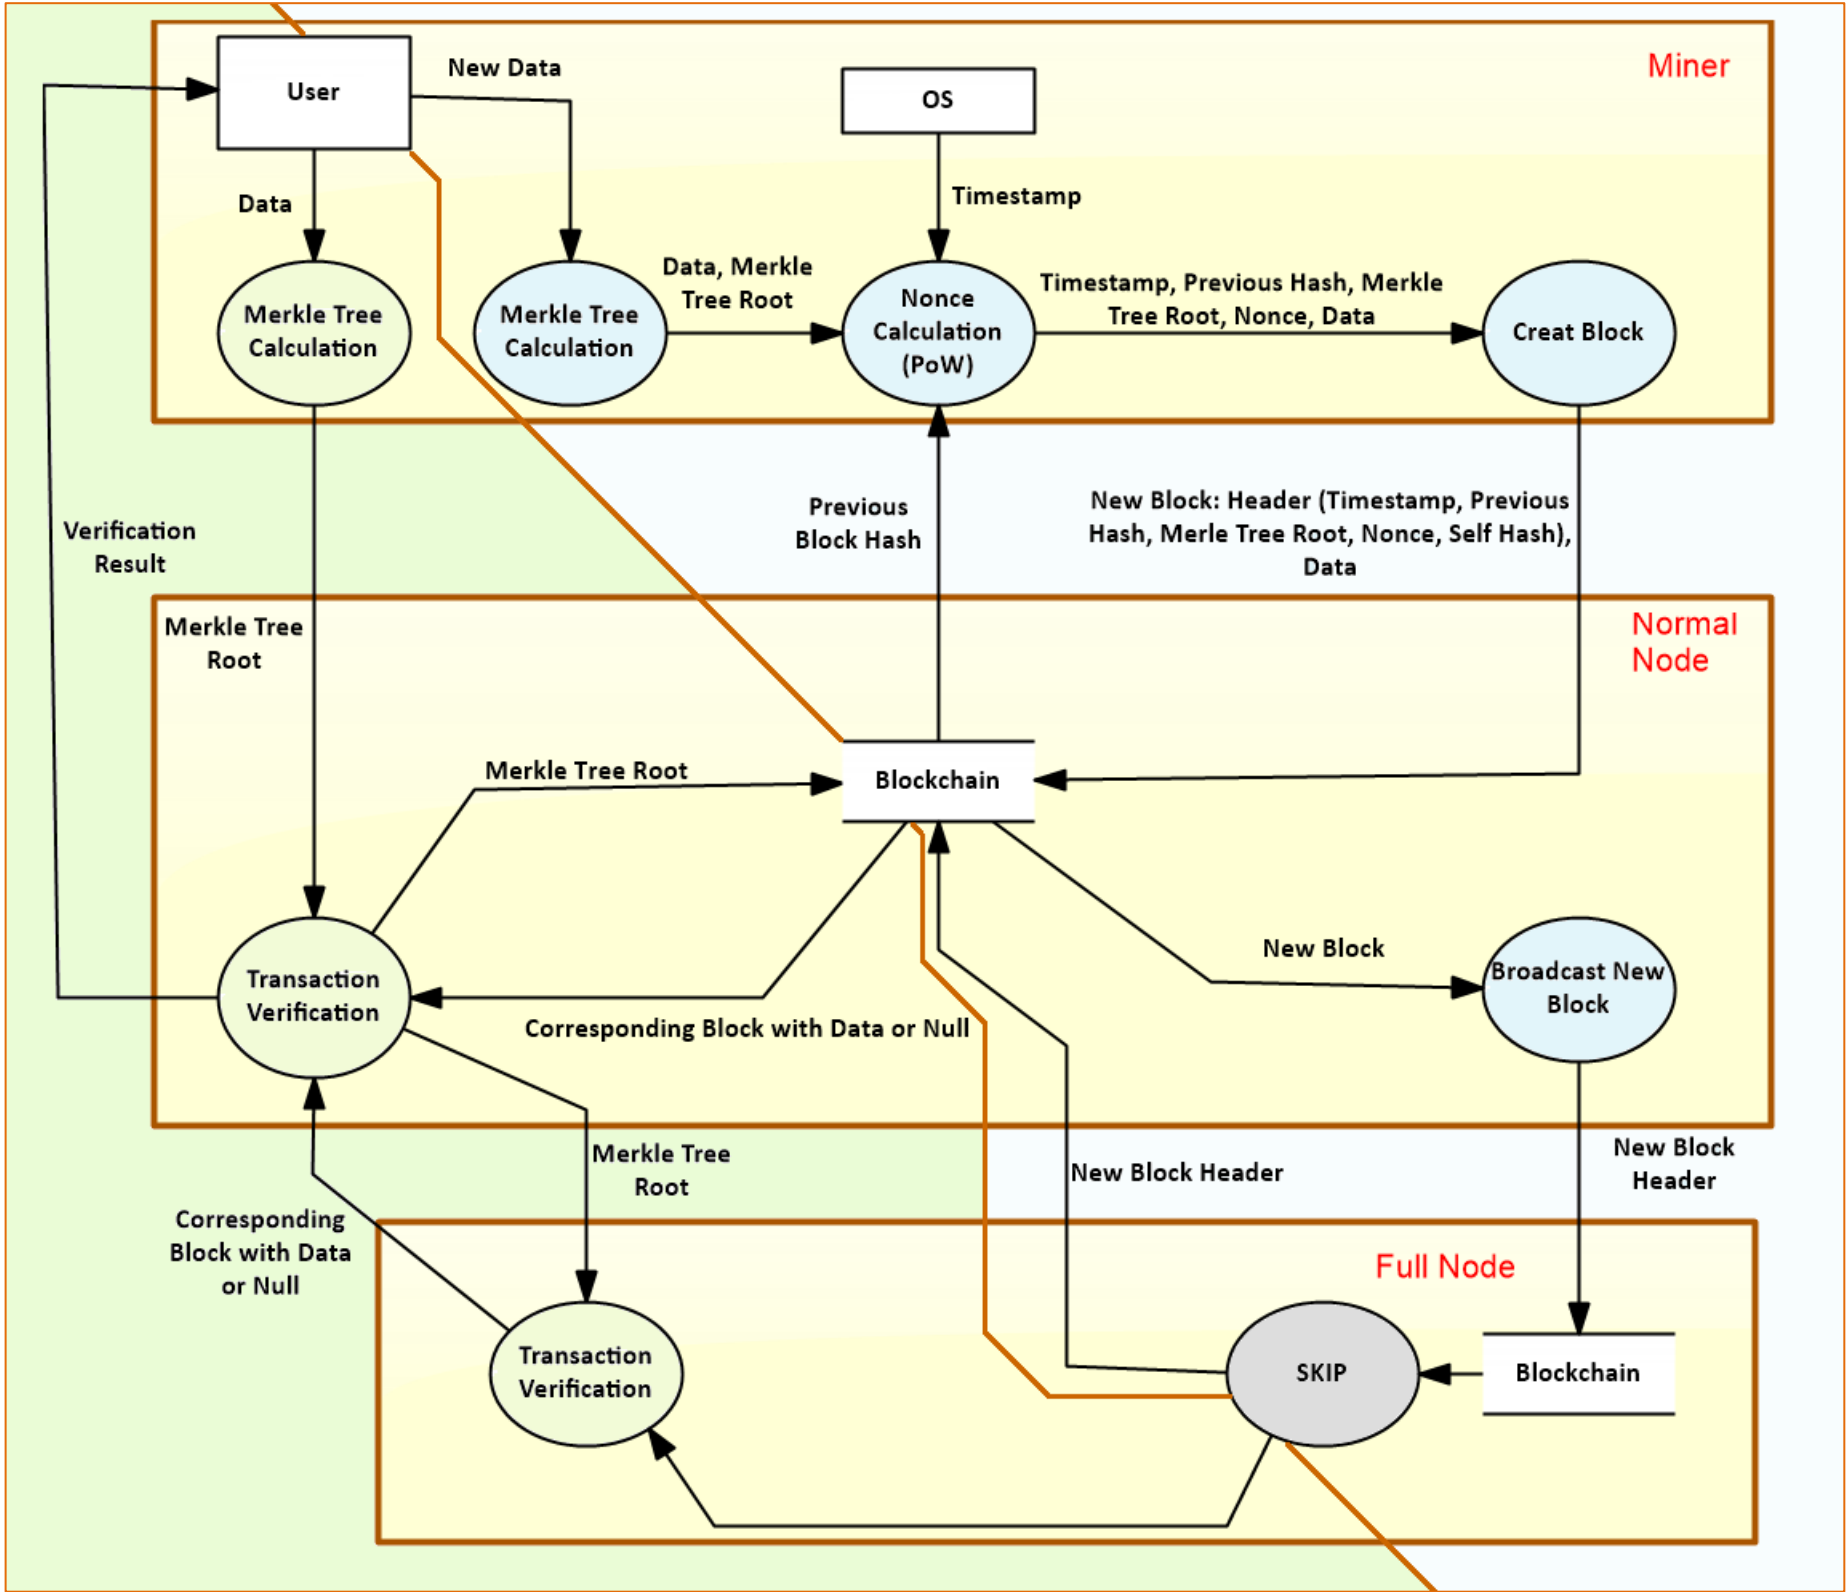 Miner
User
New Data
OS
Data
Timestamp
Merkle Tree
Calculation
Merkle Tree
Calculation
Data, Merkle
Tree Root
Nonce
Calculation
(PoW)
Timestamp, Previous Hash, Merkle
Tree Root, Nonce, Data
Creat Block
Verification
Result
Previous
Block Hash
New Block: Header (Timestamp, Previous
Hash, Merle Tree Root, Nonce, Self Hash),
Data
Merkle Tree
Root
Normal
Node
Merkle Tree Root
Blockchain
Transaction
Verification
Corresponding Block with Data or Null
New Block
Broadcast New
Block
Merkle Tree
Root
New Block Header
New Block
Header
Corresponding
Block with Data
or Null
Full Node
Transaction
Verification
SKIP
Blockchain